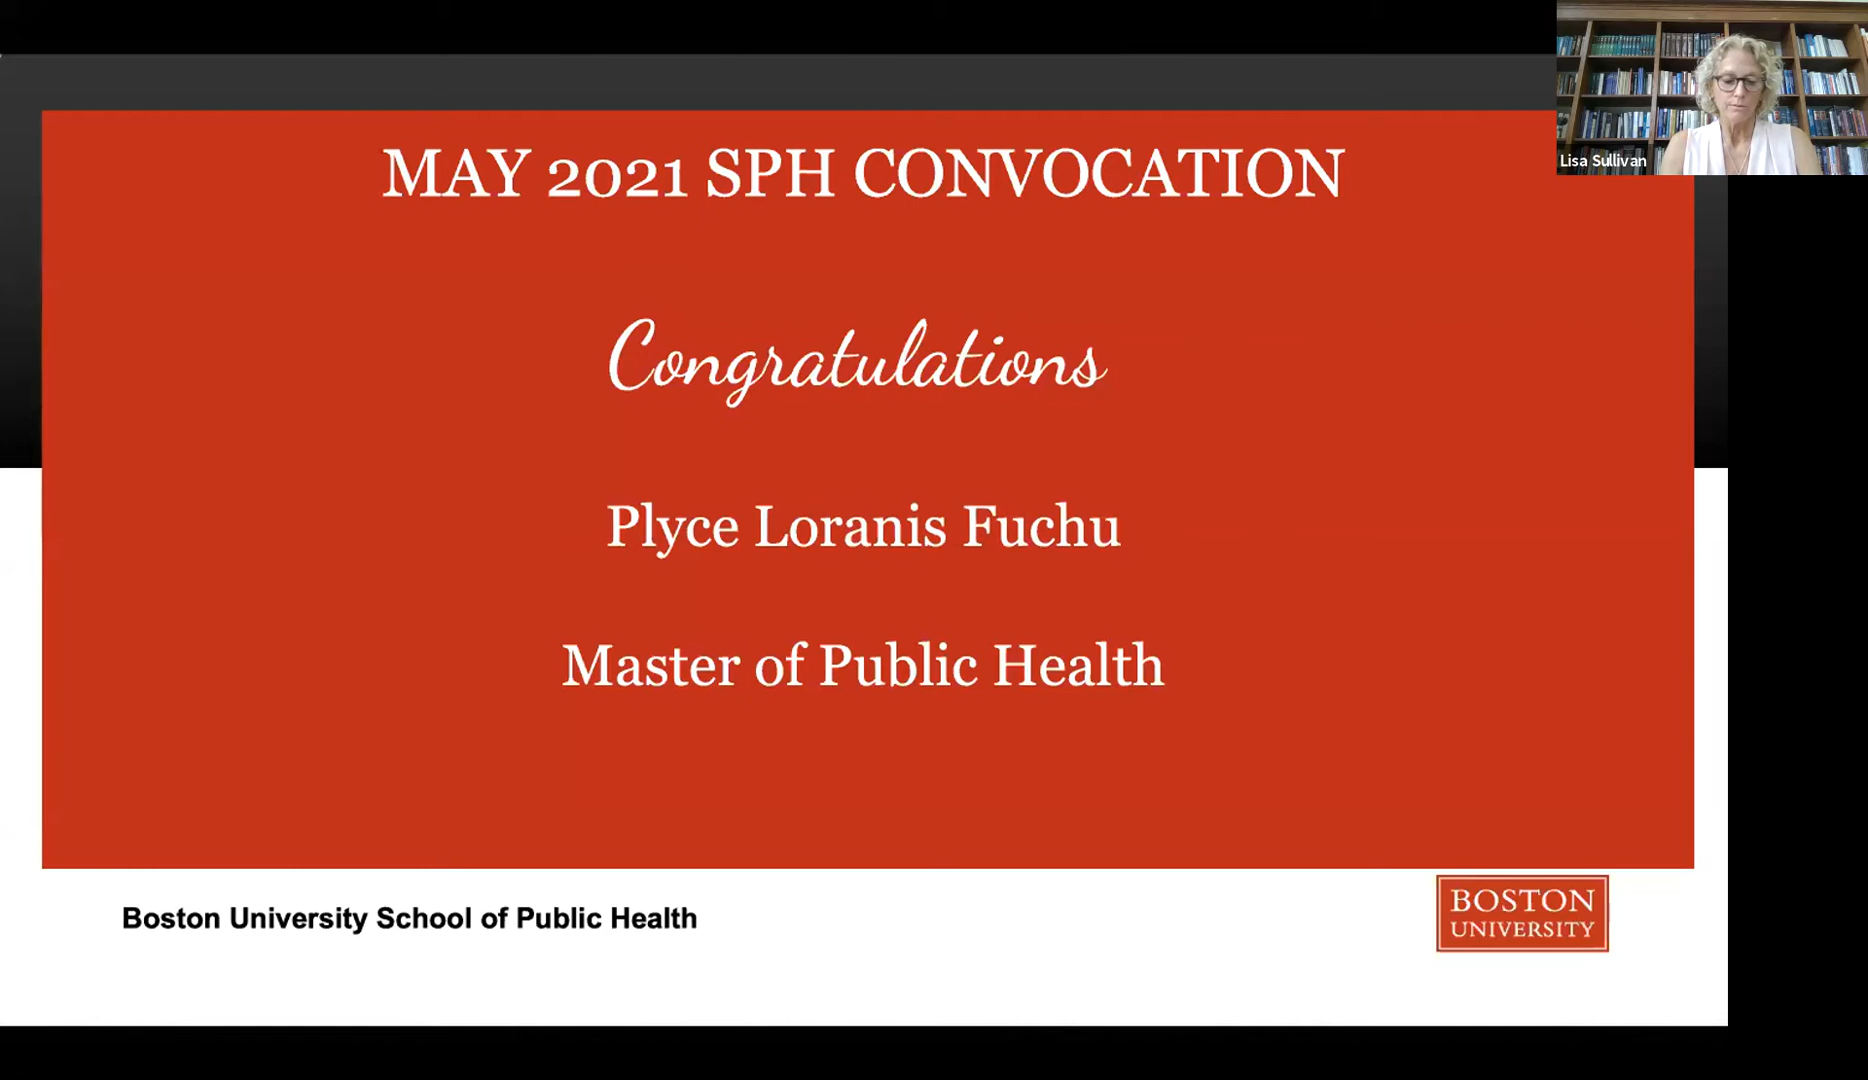 MAY 2021 SPH CONVOCATION
Lisa Sullivan
Congratulations
Plyce Loranis Fuchu
Master of Public Health
Boston University School of Public Health
BOSTON
UNIVERSITY